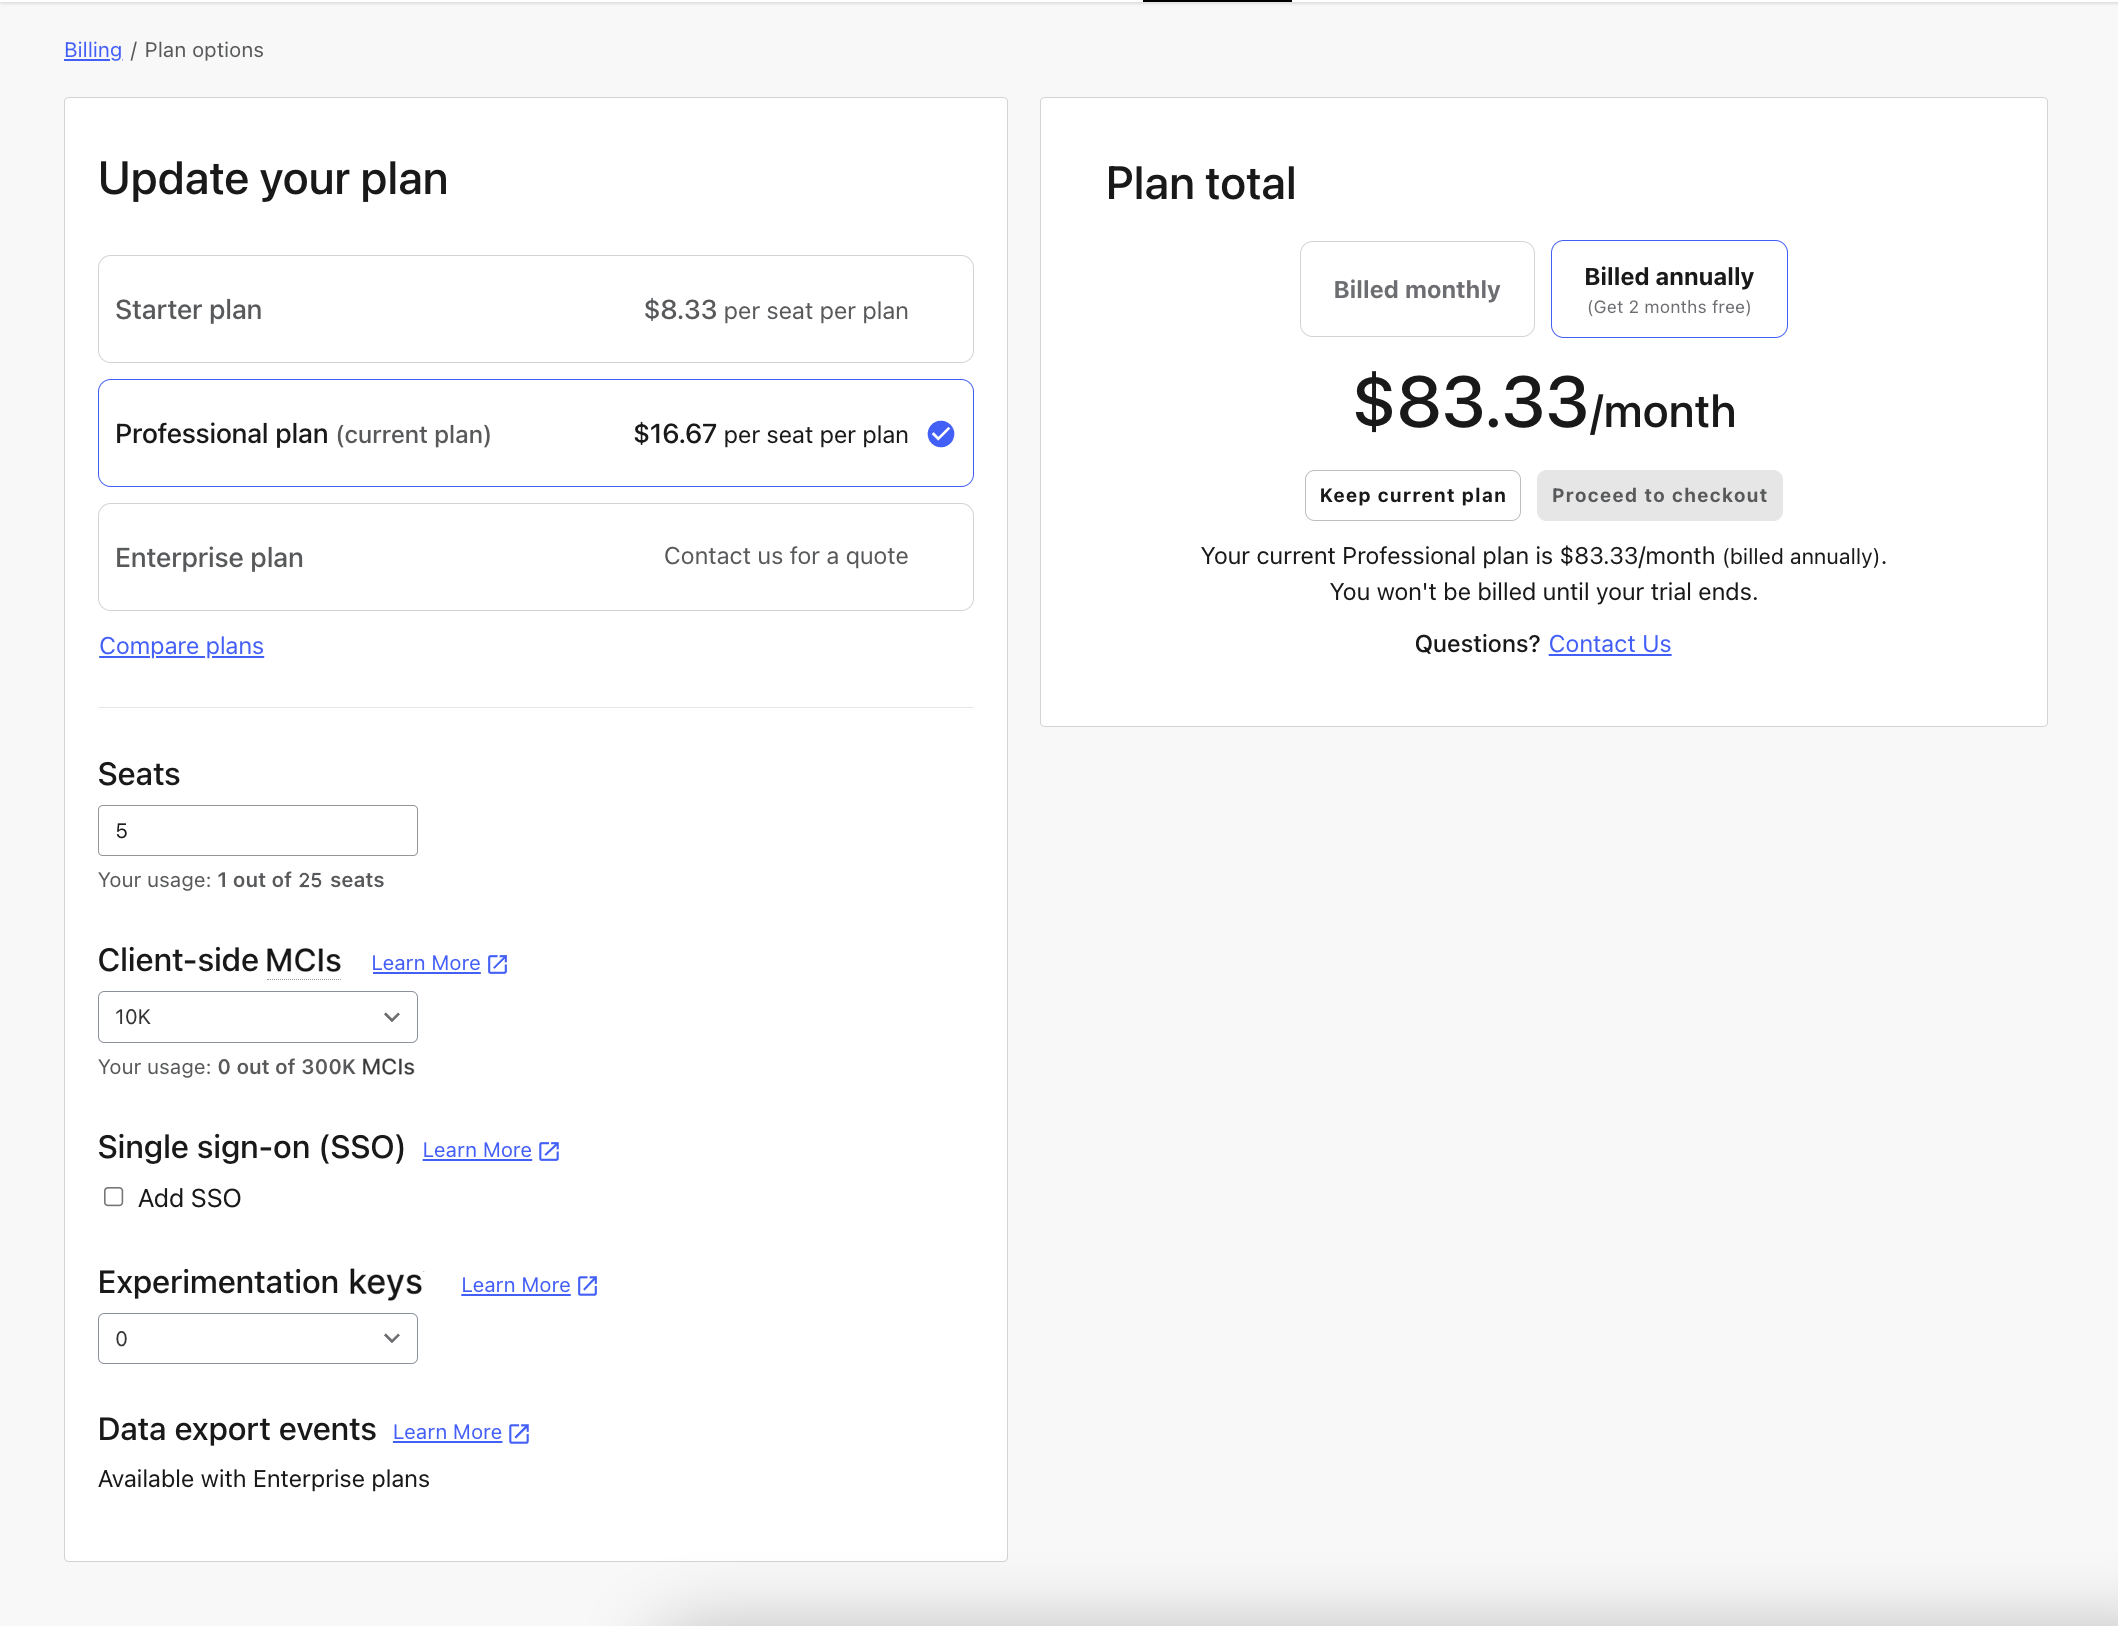 Billing / Plan options
Update your plan
Starter plan $8.33 per seat per plan
Professional plan (current plan) $16.67 per seat per plan
Enterprise plan Contact us for a quote
Compare plans
Seats
5
Your usage: 1 out of 25 seats
Client-side MCIs Learn More
10K
Your usage: 0 out of 300K MCIs
Single sign-on (SSO) Learn More
Add SSO
Experimentation keys Learn More
0
Data export events Learn More
Available with Enterprise plans
Plan total
Billed monthly
Billed annually
(Get 2 months free)
$83.33/month
Keep current plan
Proceed to checkout
Your current Professional plan is $83.33/month (billed annually).
You won't be billed until your trial ends.
Questions? Contact Us